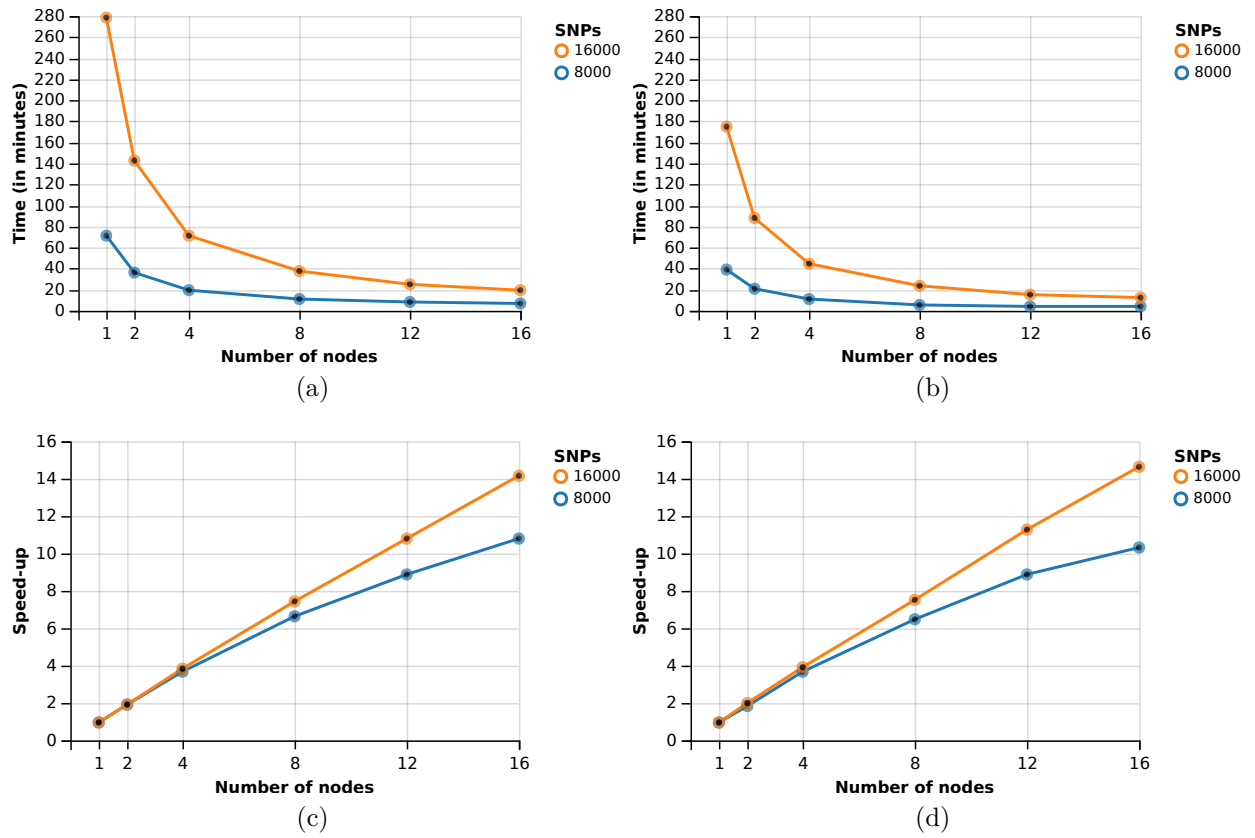 280
260
240
220
200
180
160
140
120
100
80
60
40
20
0
Time (in minutes)
1 2 4 8 12 16
Number of nodes
SNPs
16000
8000
(a)
280
260
240
220
200
180
160
140
120
100
80
60
40
20
0
Time (in minutes)
1 2 4 8 12 16
Number of nodes
SNPs
16000
8000
(b)
16
14
12
10
8
6
4
2
0
Speed-up
1 2 4 8 12 16
Number of nodes
SNPs
16000
8000
(c)
16
14
12
10
8
6
4
2
0
Speed-up
1 2 4 8 12 16
Number of nodes
SNPs
16000
8000
(d)